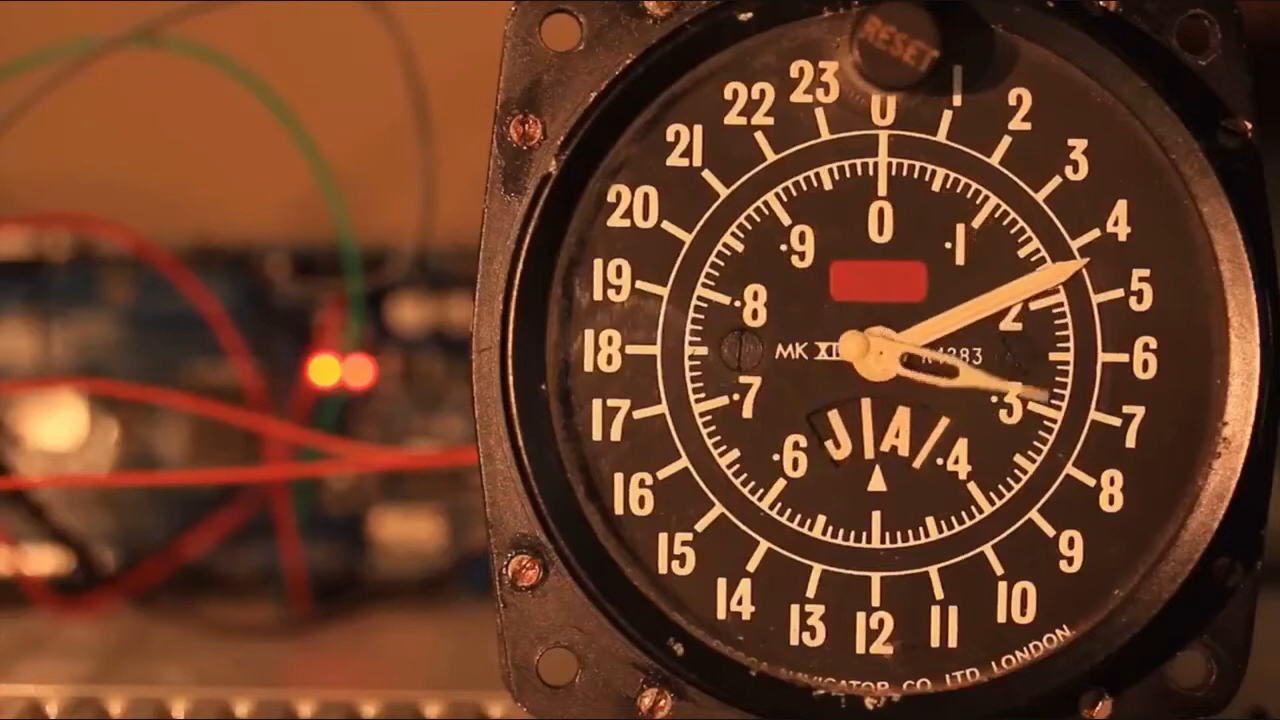 RESET
0 1 2 3 4 5 6 7 8 9 10 11 12 13 14 15 16 17 18 19 20 21 22 23
0 ·1 2 ·3 ·4 ·6 ·7 ·8 ·9
MK
4283
J A
NAVIGATOR CO. LTD. LONDON.